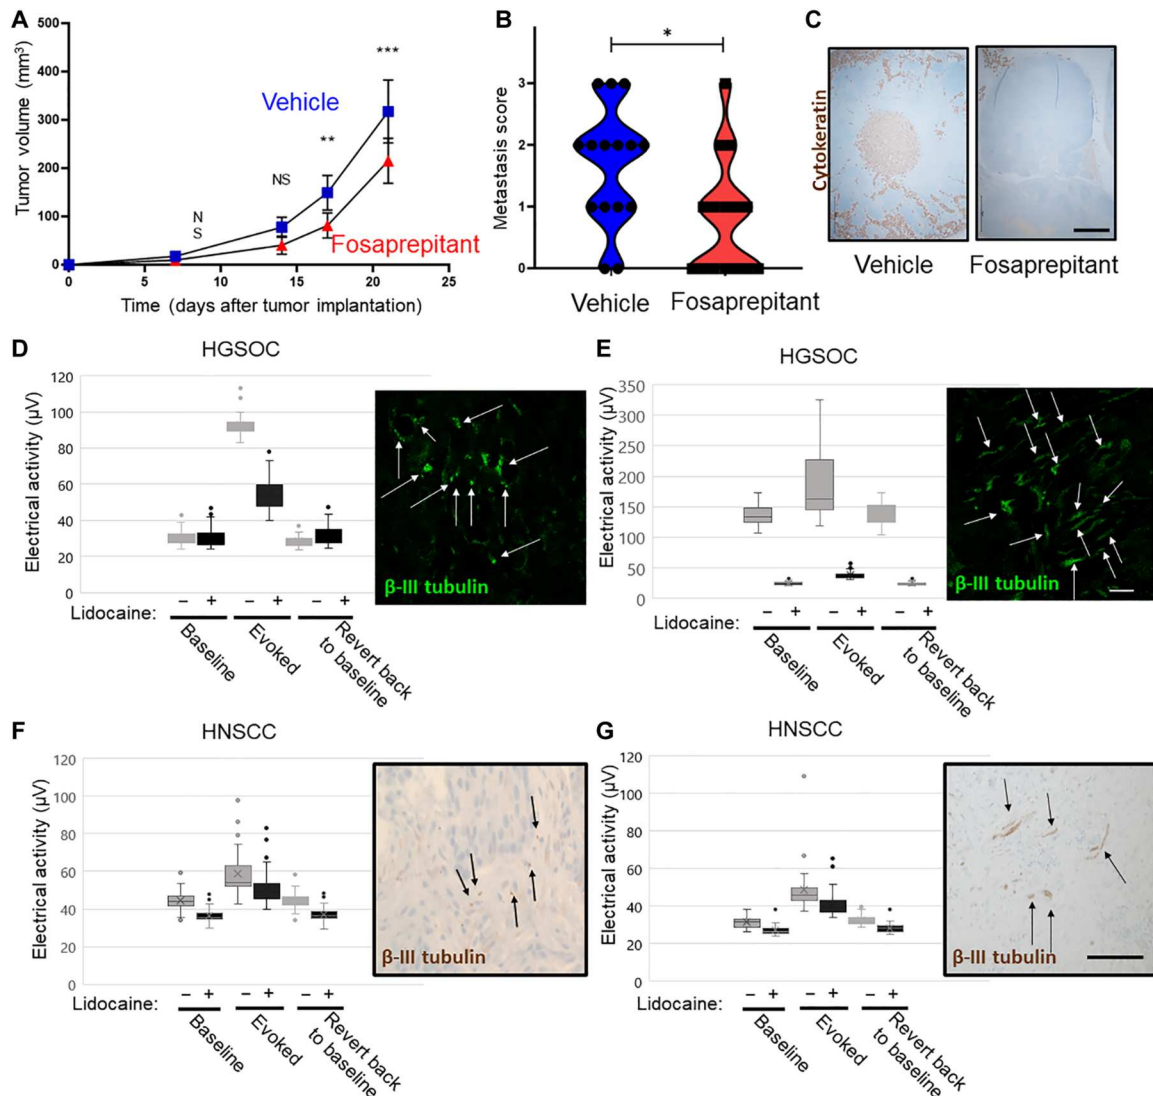 A
500
400
300
200
100
0
Tumor volume (mm³)
Vehicle
Fosaprepitant
N
S
NS
**
***
0 5 10 15 20 25
Time (days after tumor implantation)
B
*
3
2
1
0
Metastasis score
Vehicle Fosaprepitant
C
Cytokeratin
Vehicle Fosaprepitant
D
HGSOC
120
100
80
60
40
20
0
Electrical activity (μV)
Lidocaine: − + − + − +
Baseline
Evoked
Revert back
to baseline
β-III tubulin
E
HGSOC
350
300
250
200
150
100
50
0
Electrical activity (μV)
Lidocaine: − + − + − +
Baseline
Evoked
Revert back
to baseline
β-III tubulin
F
HNSCC
120
100
80
60
40
20
0
Electrical activity (μV)
Lidocaine: − + − + − +
Baseline
Evoked
Revert back
to baseline
β-III tubulin
G
HNSCC
120
100
80
60
40
20
0
Electrical activity (μV)
Lidocaine: − + − + − +
Baseline
Evoked
Revert back
to baseline
β-III tubulin